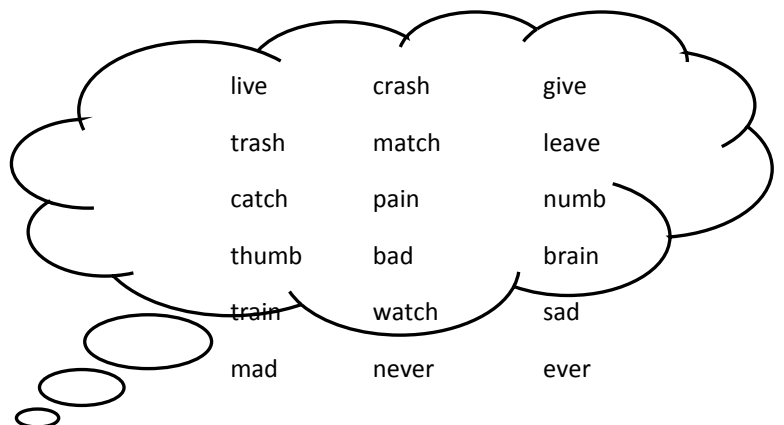 live crash give
trash match leave
catch pain numb
thumb bad brain
train watch sad
mad never ever